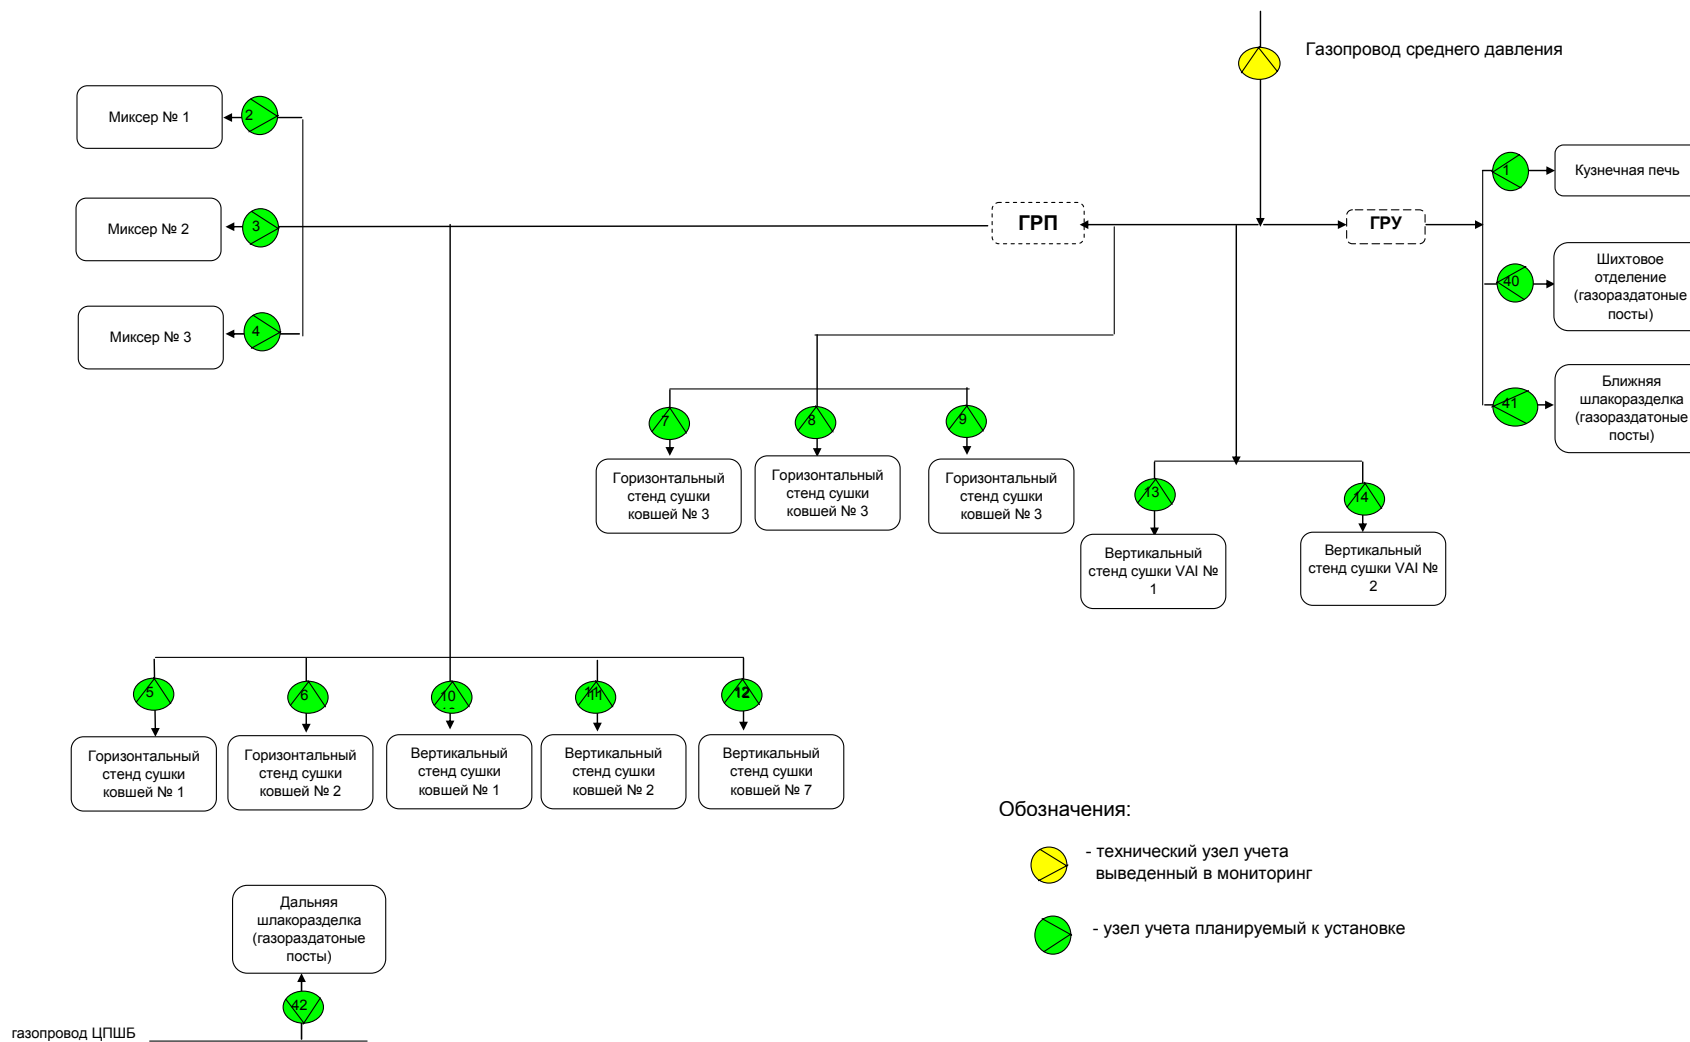 Газопровод среднего давления
Миксер № 1
2
Миксер № 2
3
Миксер № 3
4
ГРП
ГРУ
1
Кузнечная печь
40
Шихтовое
отделение
(газораздатоные
посты)
41
Ближняя
шлакоразделка
(газораздатоные
посты)
7
8
9
Горизонтальный
стенд сушки
ковшей № 3
Горизонтальный
стенд сушки
ковшей № 3
Горизонтальный
стенд сушки
ковшей № 3
13
14
Вертикальный
стенд сушки VAI №
1
Вертикальный
стенд сушки VAI №
2
5
6
10
11
12
Горизонтальный
стенд сушки
ковшей № 1
Горизонтальный
стенд сушки
ковшей № 2
Вертикальный
стенд сушки
ковшей № 1
Вертикальный
стенд сушки
ковшей № 2
Вертикальный
стенд сушки
ковшей № 7
Обозначения:
- технический узел учета
выведенный в мониторинг
- узел учета планируемый к установке
Дальняя
шлакоразделка
(газораздатоные
посты)
42
газопровод ЦПШБ